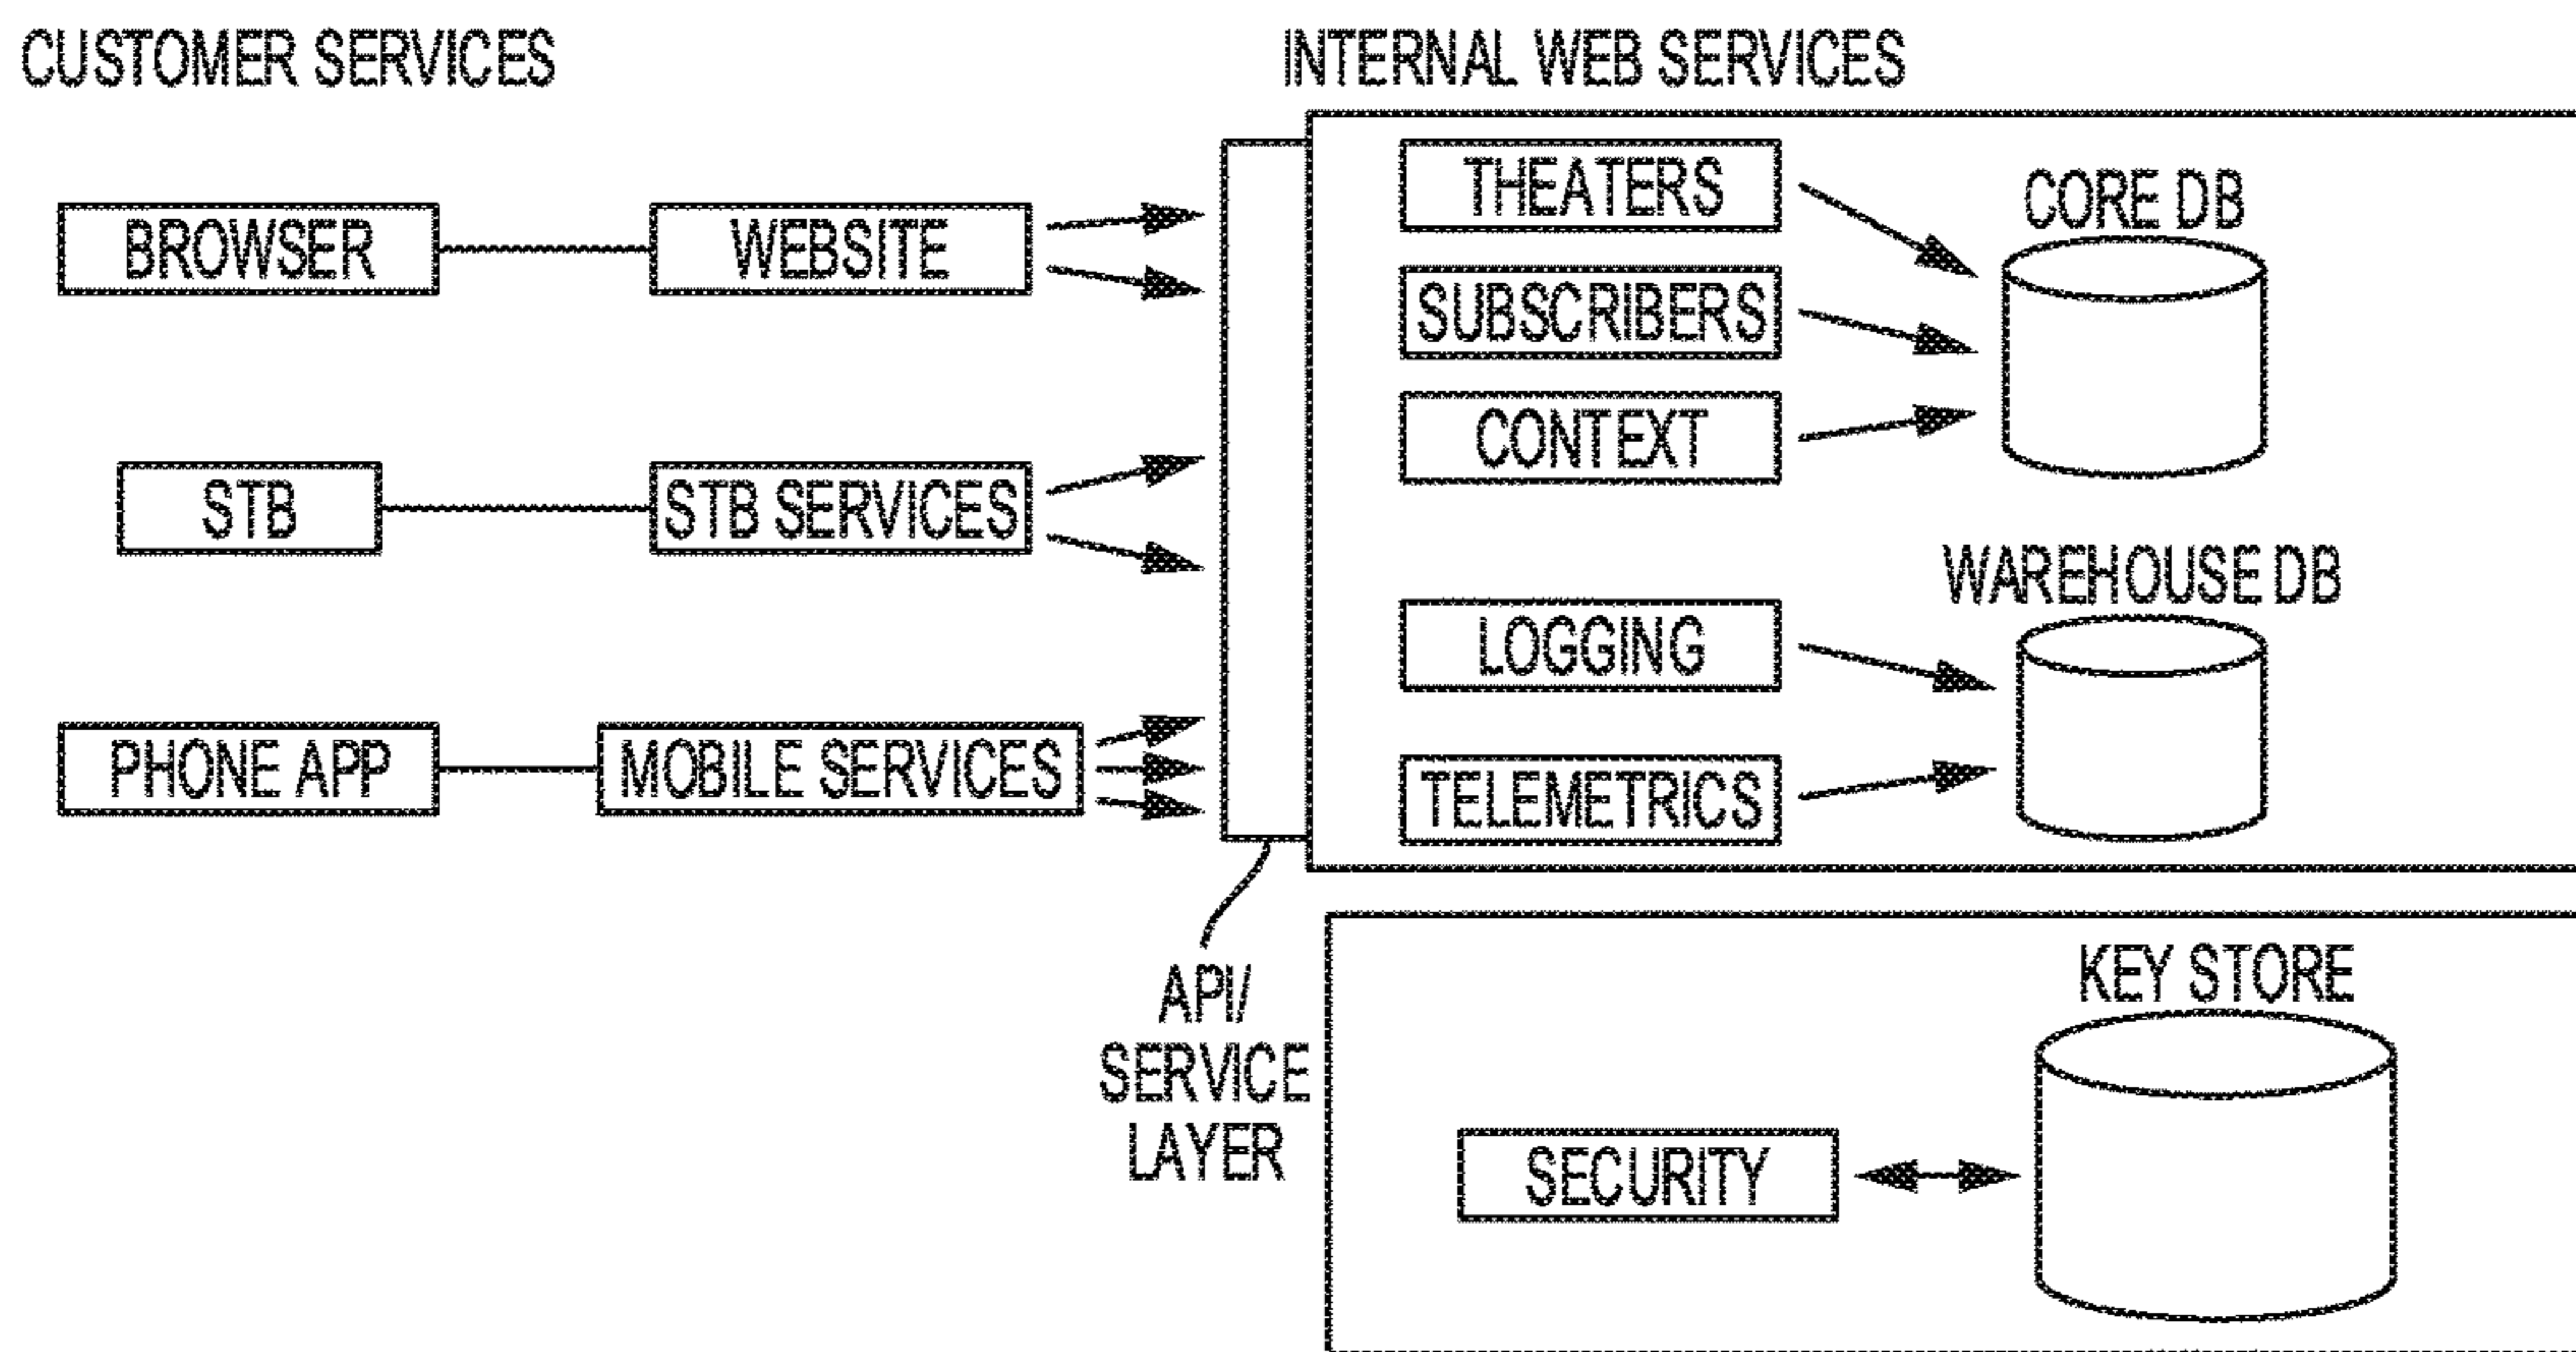 CUSTOMER SERVICES
INTERNAL WEB SERVICES
BROWSER
WEBSITE
STB
STB SERVICES
PHONE APP
MOBILE SERVICES
API/
SERVICE
LAYER
THEATERS
SUBSCRIBERS
CONTEXT
CORE DB
LOGGING
TELEMETRICS
WAREHOUSE DB
SECURITY
KEY STORE